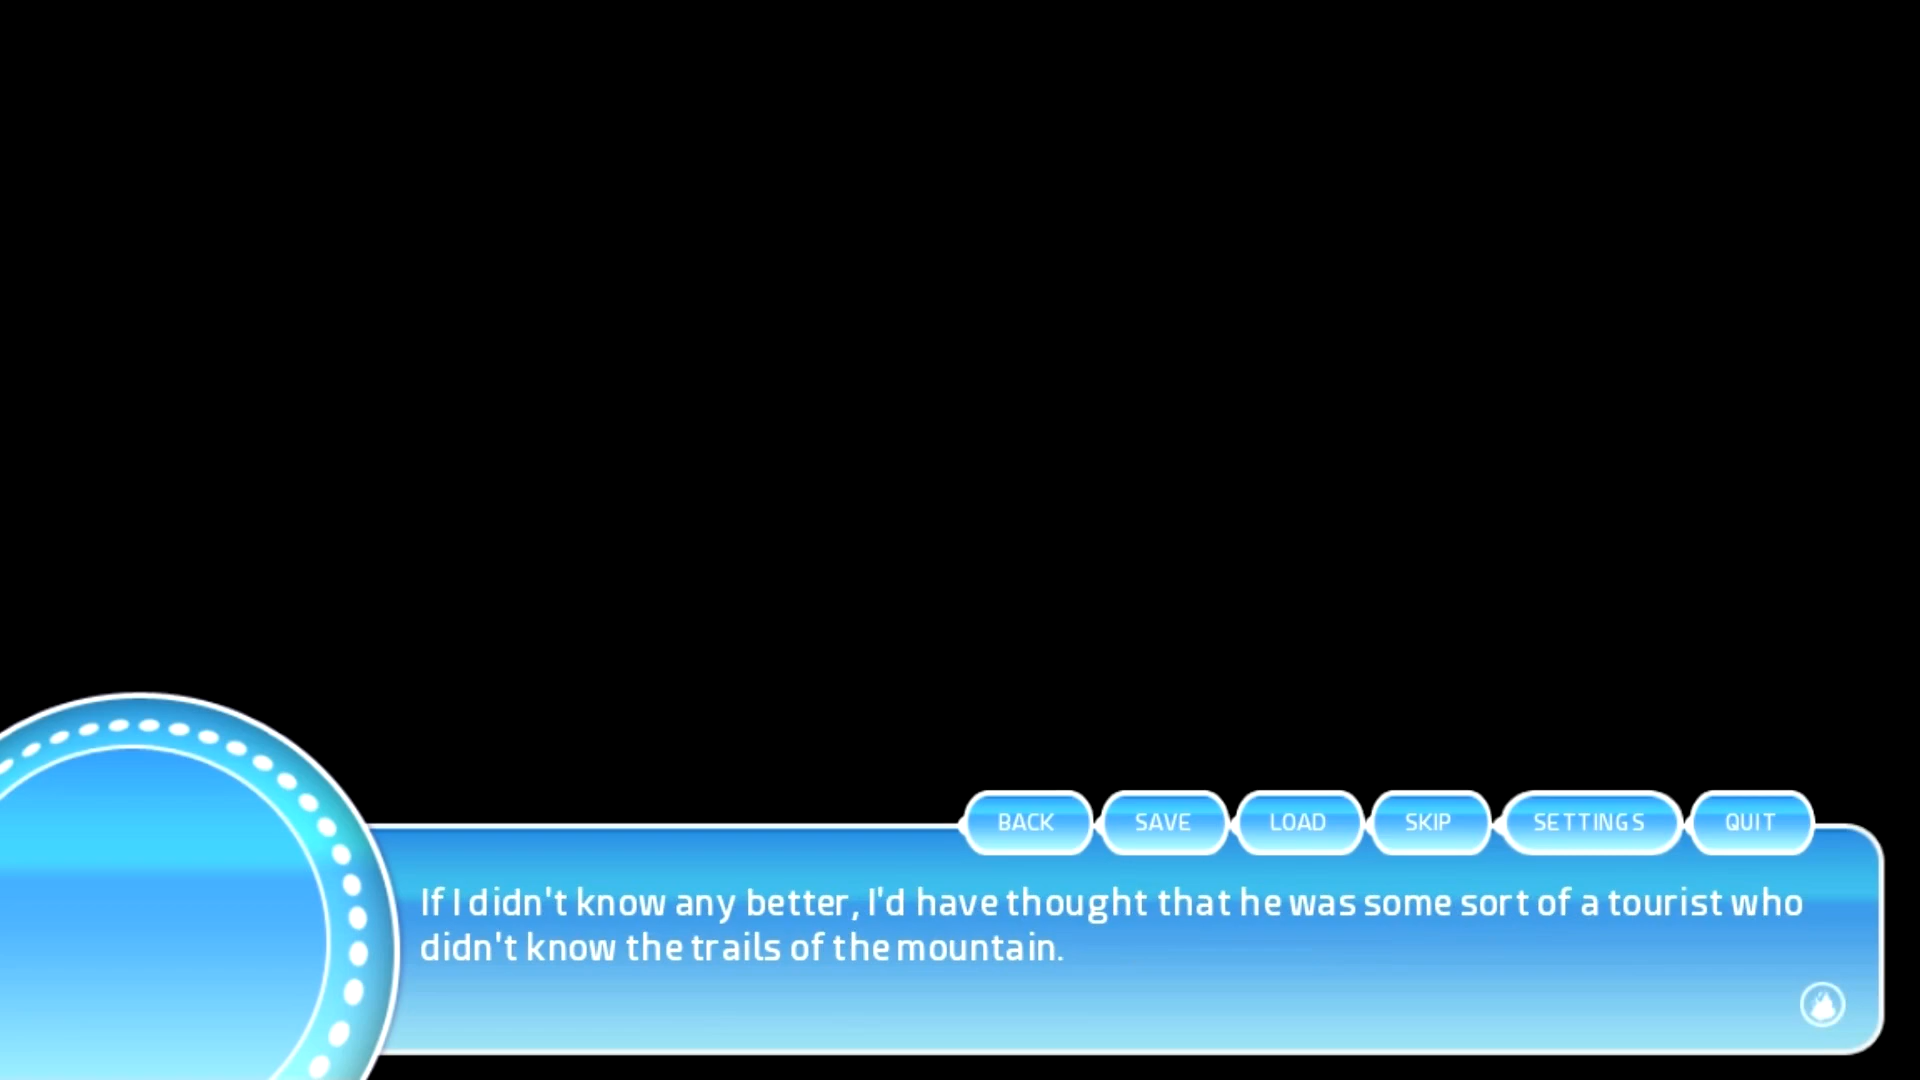 BACK SAVE LOAD SKIP SETTINGS QUIT
If I didn't know any better, I'd have thought that he was some sort of a tourist who
didn't know the trails of the mountain.